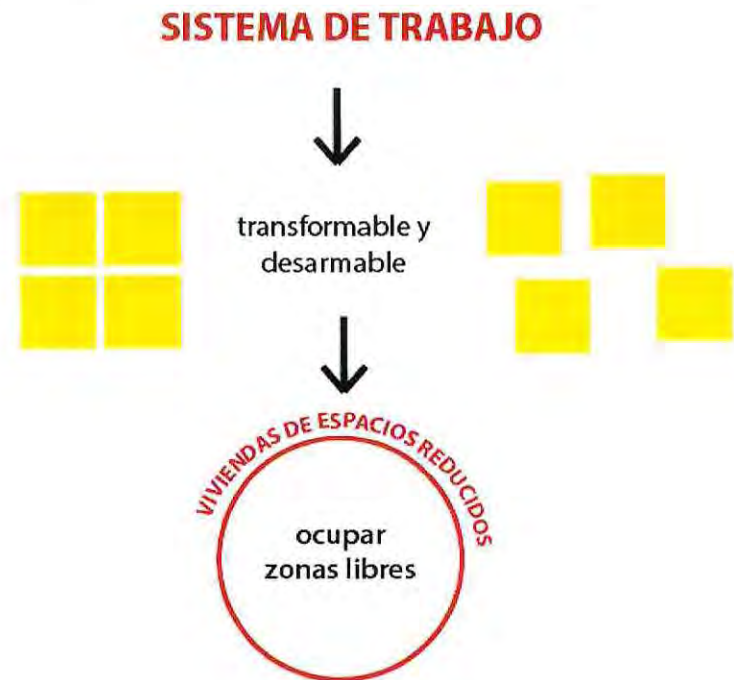 SISTEMA DE TRABAJO
transformable y
desarmable
VIVIENDAS DE ESPACIOS REDUCIDOS
ocupar
zonas libres